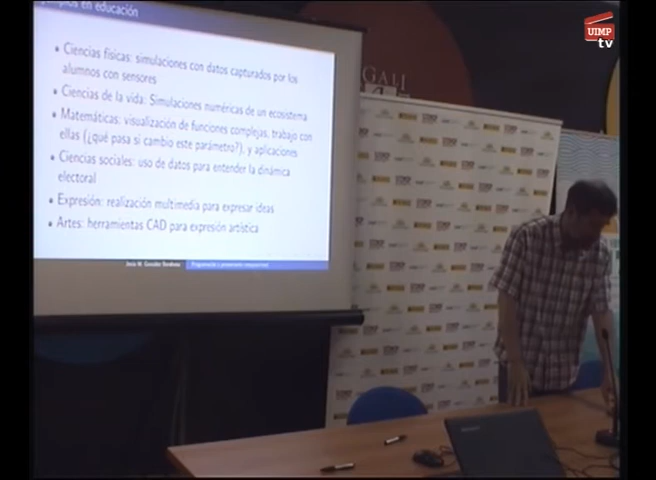 en educación
Ciencias físicas: simulaciones con datos capturados por los
alumnos con sensores
Ciencias de la vida: Simulaciones numéricas de un ecosistema
Matemáticas: visualización de funciones complejas, trabajo con
ellas (¿qué pasa si cambio este parámetro?), y aplicaciones
Ciencias sociales: uso de datos para entender la dinámica
electoral
Expresión: realización multimedia para expresar ideas
Artes: herramientas CAD para expresión artística
UIMP
tv